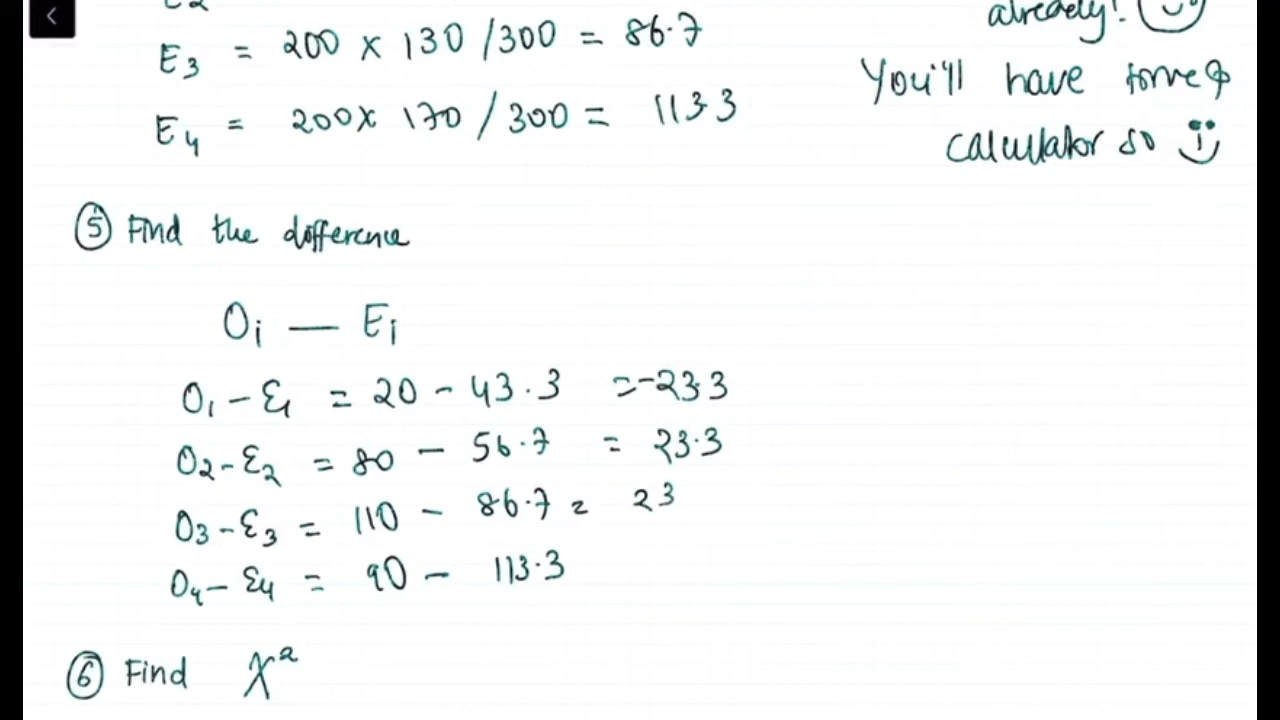 already!
E3 = 200 x 130 / 300 = 86.7
You'll have
E4 = 200x 170 / 300 = 113.3
calculator so
5 Find the difference
Oi — Ei
O1 - E1 = 20 - 43.3 = -23.3
O2 - E2 = 80 - 56.7 = 23.3
O3 - E3 = 110 - 86.7 = 23
O4 - E4 = 90 - 113.3
6 Find X²